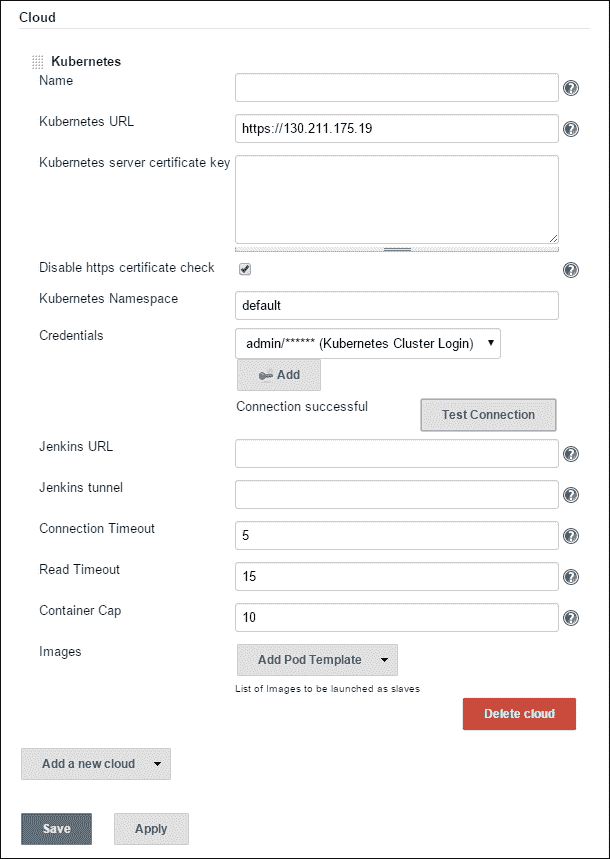 Cloud
Kubernetes
Name
Kubernetes URL
https://130.211.175.19
Kubernetes server certificate key
Disable https certificate check
Kubernetes Namespace
default
Credentials
admin/****** (Kubernetes Cluster Login)
Add
Connection successful
Test Connection
Jenkins URL
Jenkins tunnel
Connection Timeout
5
Read Timeout
15
Container Cap
10
Images
Add Pod Template
List of Images to be launched as slaves
Delete cloud
Add a new cloud
Save
Apply